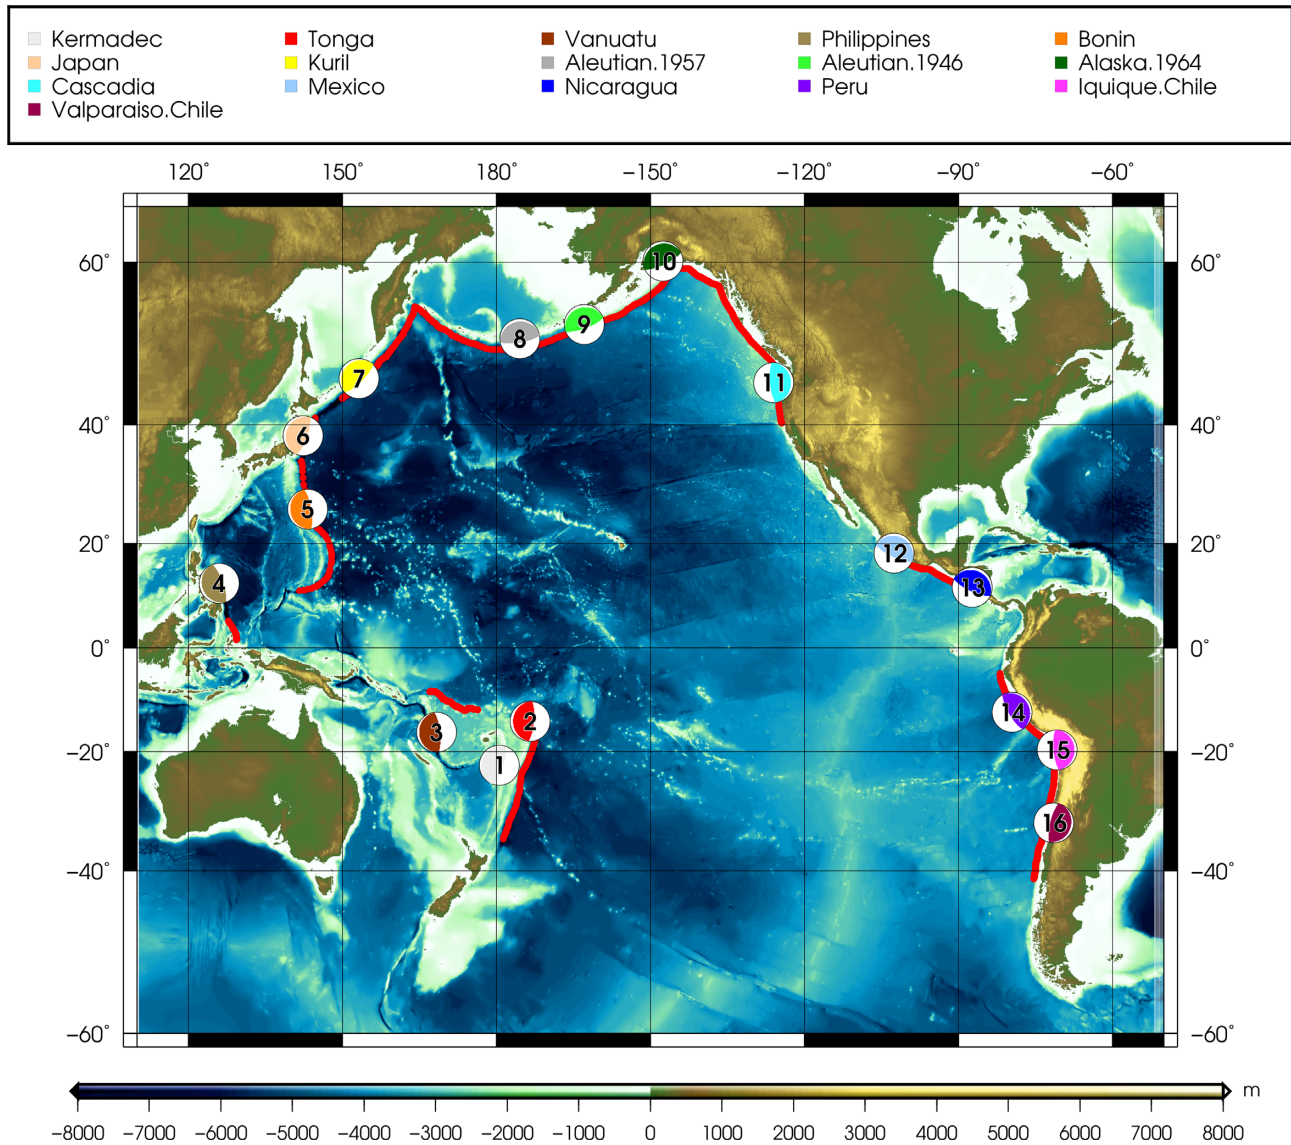 Kermadec Tonga Vanuatu Philippines Bonin
Japan Kuril Aleutian.1957 Aleutian.1946 Alaska.1964
Cascadia Mexico Nicaragua Peru Iquique.Chile
Valparaiso.Chile
120° 150° 180° −150° −120° −90° −60°
60° 60°
10
8 9
7 11
40° 40°
6
5
20° 20°
12
4 13
0° 0°
14
3 2
−20° 1 15 −20°
16
−40° −40°
−60° −60°
m
−8000 −7000 −6000 −5000 −4000 −3000 −2000 −1000 0 1000 2000 3000 4000 5000 6000 7000 8000